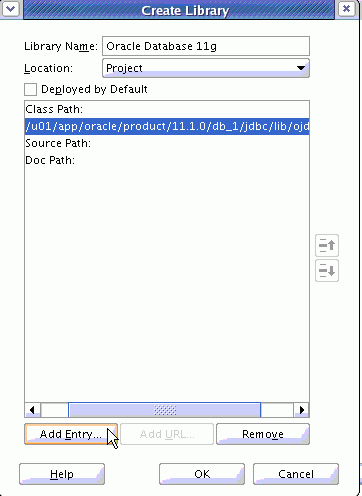 Create Library
Library Name: Oracle Database 11g
Location: Project
Deployed by Default
Class Path:
/u01/app/oracle/product/11.1.0/db_1/jdbc/lib/ojd
Source Path:
Doc Path:
Add Entry... Add URL... Remove
Help OK Cancel